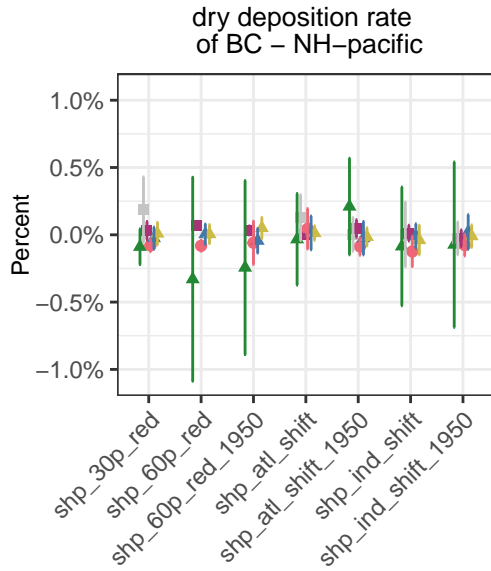 dry deposition rate
of BC − NH−pacific
Percent
1.0%
0.5%
0.0%
−0.5%
−1.0%
shp_30p_red
shp_60p_red
shp_60p_red_1950
shp_atl_shift
shp_atl_shift_1950
shp_ind_shift
shp_ind_shift_1950